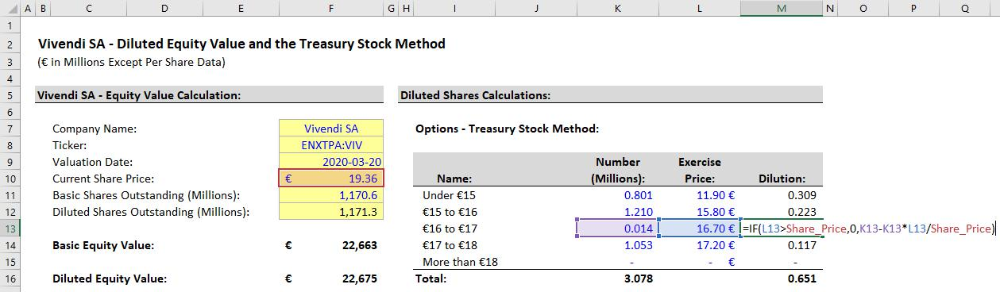 A B C D E F G H I J K L M N O P Q
1
2 Vivendi SA - Diluted Equity Value and the Treasury Stock Method
3 (€ in Millions Except Per Share Data)
4
5 Vivendi SA - Equity Value Calculation: Diluted Shares Calculations:
6
7 Company Name: Vivendi SA Options - Treasury Stock Method:
8 Ticker: ENXTPA:VIV
9 Valuation Date: 2020-03-20 Number Exercise
10 Current Share Price: € 19.36 Name: (Millions): Price: Dilution:
11 Basic Shares Outstanding (Millions): 1,170.6 Under €15 0.801 11.90 € 0.309
12 Diluted Shares Outstanding (Millions): 1,171.3 €15 to €16 1.210 15.80 € 0.223
13 €16 to €17 0.014 16.70 € =IF(L13>Share_Price,0,K13-K13*L13/Share_Price)
14 Basic Equity Value: € 22,663 €17 to €18 1.053 17.20 € 0.117
15 More than €18 - - € -
16 Diluted Equity Value: € 22,675 Total: 3.078 0.651